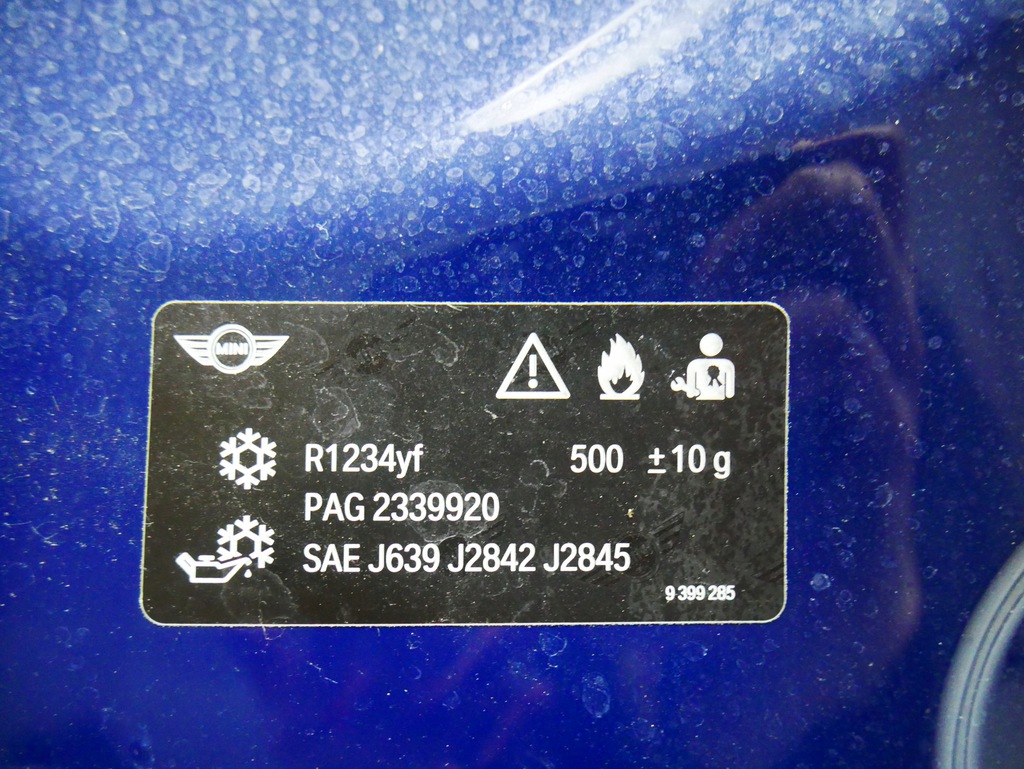 MINI
R1234yf 500 ±10 g
PAG 2339920
SAE J639 J2842 J2845
9 399 285